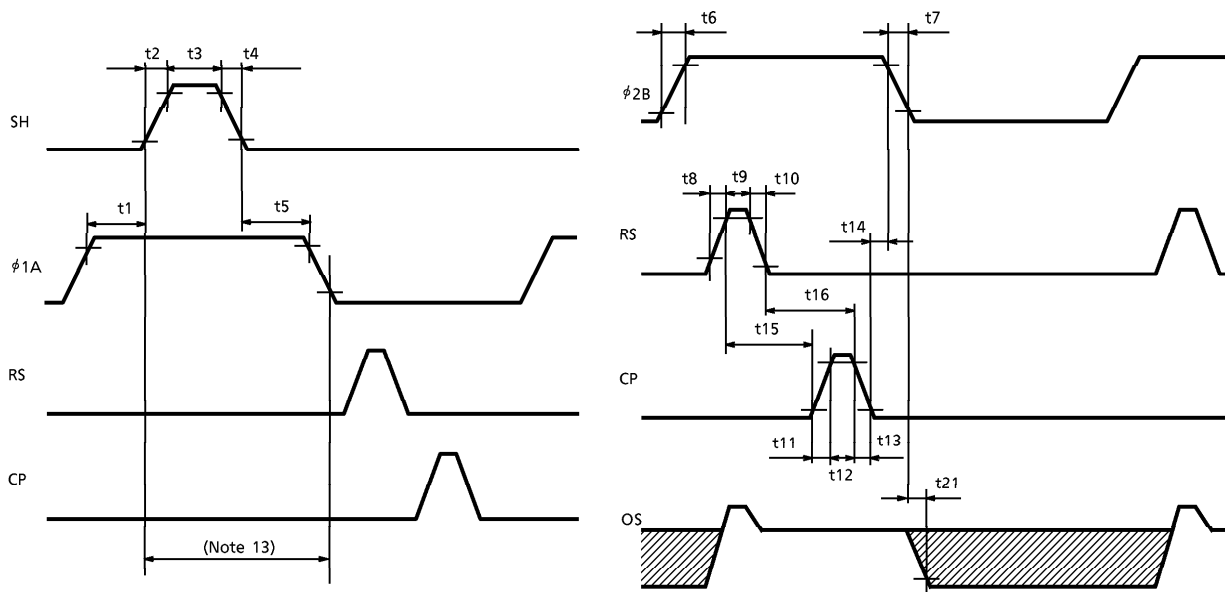 t2 t3 t4
SH
t1 t5
φ1A
RS
CP
(Note 13)
t6 t7
φ2B
t8 t9 t10
RS
t14
t16
t15
CP
t11 t13
t12
t21
OS